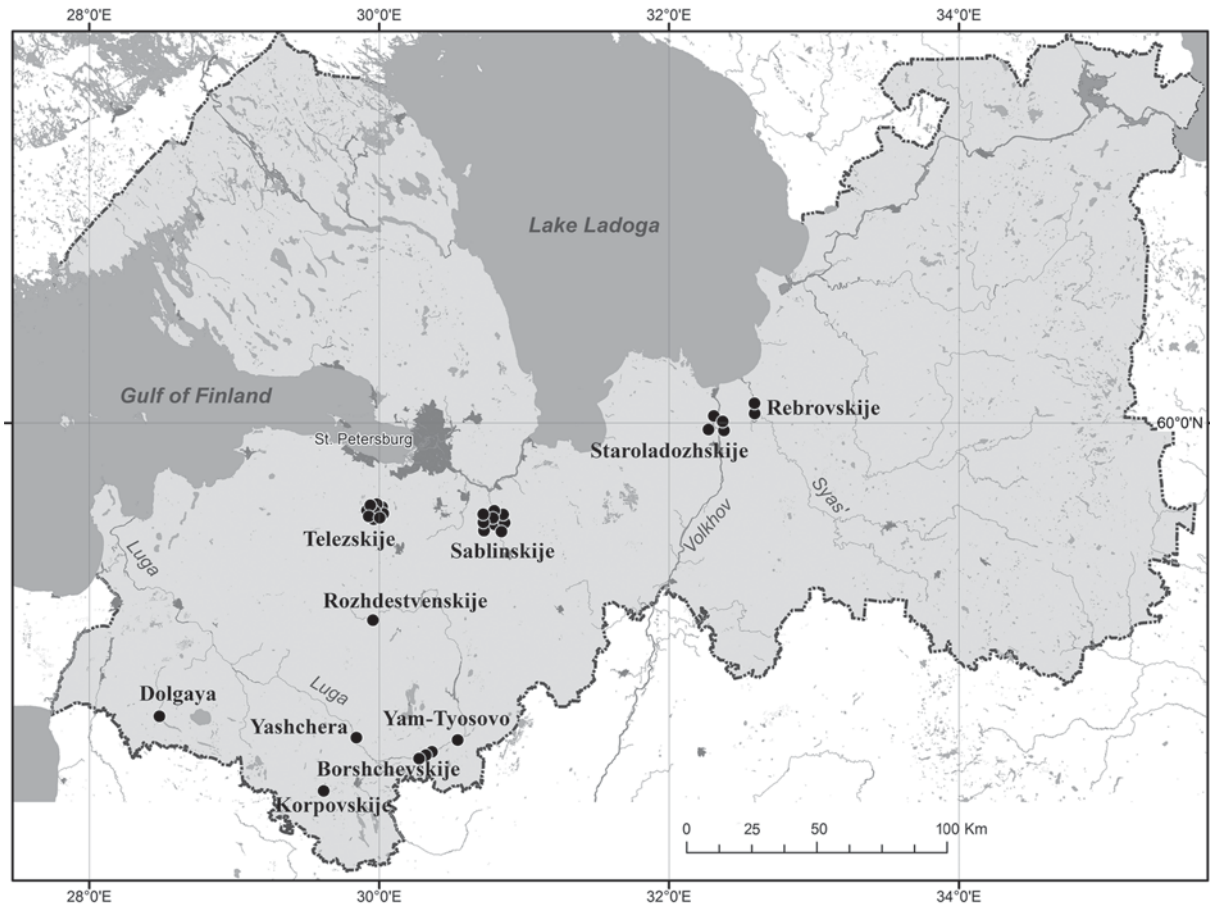 28°0'E 30°0'E 32°0'E 34°0'E
Lake Ladoga
Gulf of Finland
St. Petersburg
Rebrovskije
60°0'N
Staroladozhskije
Syas'
Volkhov
Telezskije
Sablinskije
Luga
Rozhdestvenskije
Luga
Dolgaya
Yashchera
Yam-Tyosovo
Borshchevskije
Korpovskije
0 25 50 100 Km
28°0'E 30°0'E 32°0'E 34°0'E